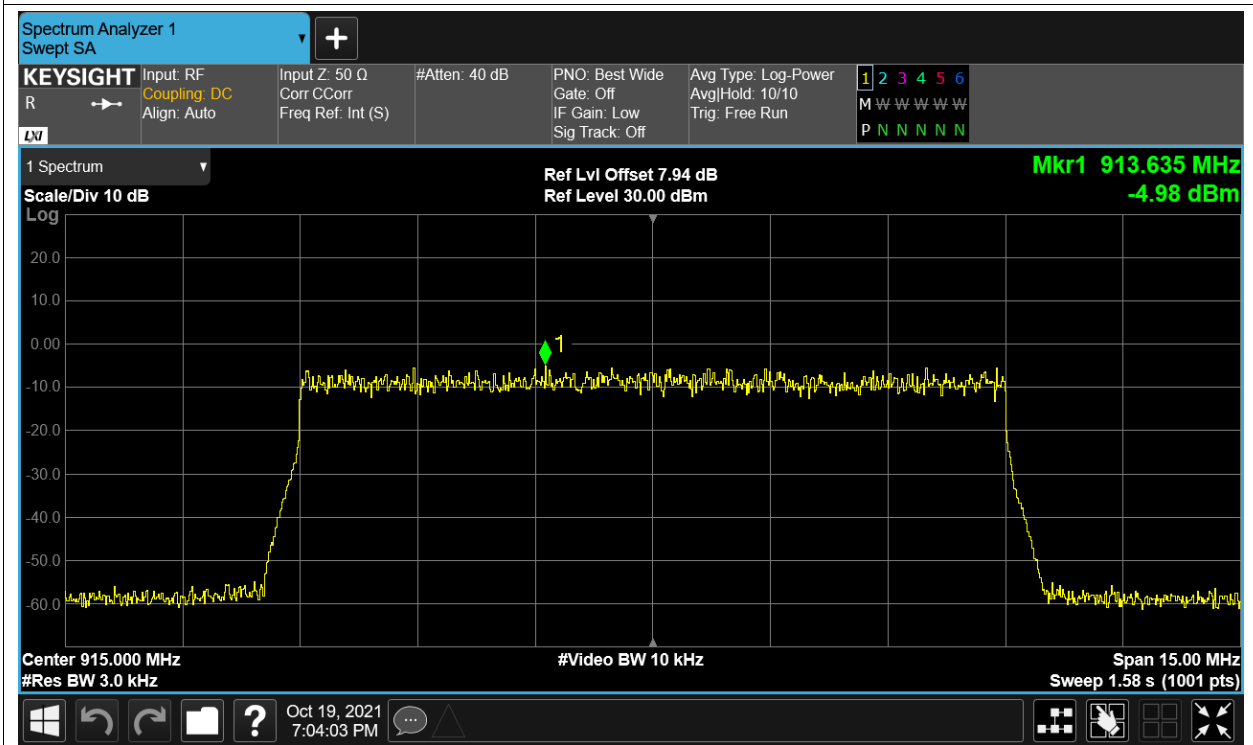 Spectrum Analyzer 1
Swept SA
KEYSIGHT
R
LXI
Input: RF
Coupling: DC
Align: Auto
Input Z: 50 Ω
Corr CCorr
Freq Ref: Int (S)
#Atten: 40 dB
PNO: Best Wide
Gate: Off
IF Gain: Low
Sig Track: Off
Avg Type: Log-Power
Avg|Hold: 10/10
Trig: Free Run
1 2 3 4 5 6
M W W W W W
P N N N N N
1 Spectrum
Scale/Div 10 dB
Log
Ref Lvl Offset 7.94 dB
Ref Level 30.00 dBm
Mkr1 913.635 MHz
-4.98 dBm
20.0
10.0
0.00
-10.0
-20.0
-30.0
-40.0
-50.0
-60.0
1
Center 915.000 MHz
#Res BW 3.0 kHz
#Video BW 10 kHz
Span 15.00 MHz
Sweep 1.58 s (1001 pts)
?
Oct 19, 2021
7:04:03 PM